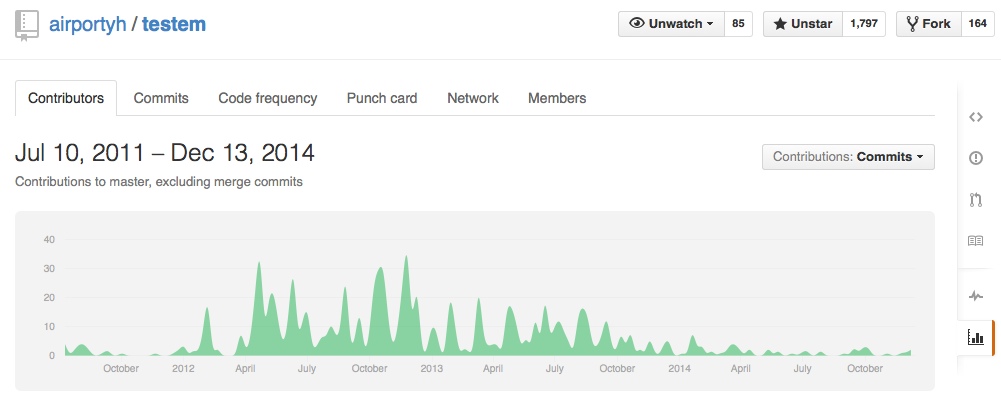 airportyh / testem
Unwatch 85 Unstar 1,797 Fork 164
Contributors Commits Code frequency Punch card Network Members
Jul 10, 2011 – Dec 13, 2014
Contributions: Commits
Contributions to master, excluding merge commits
40
30
20
10
0
October 2012 April July October 2013 April July October 2014 April July October